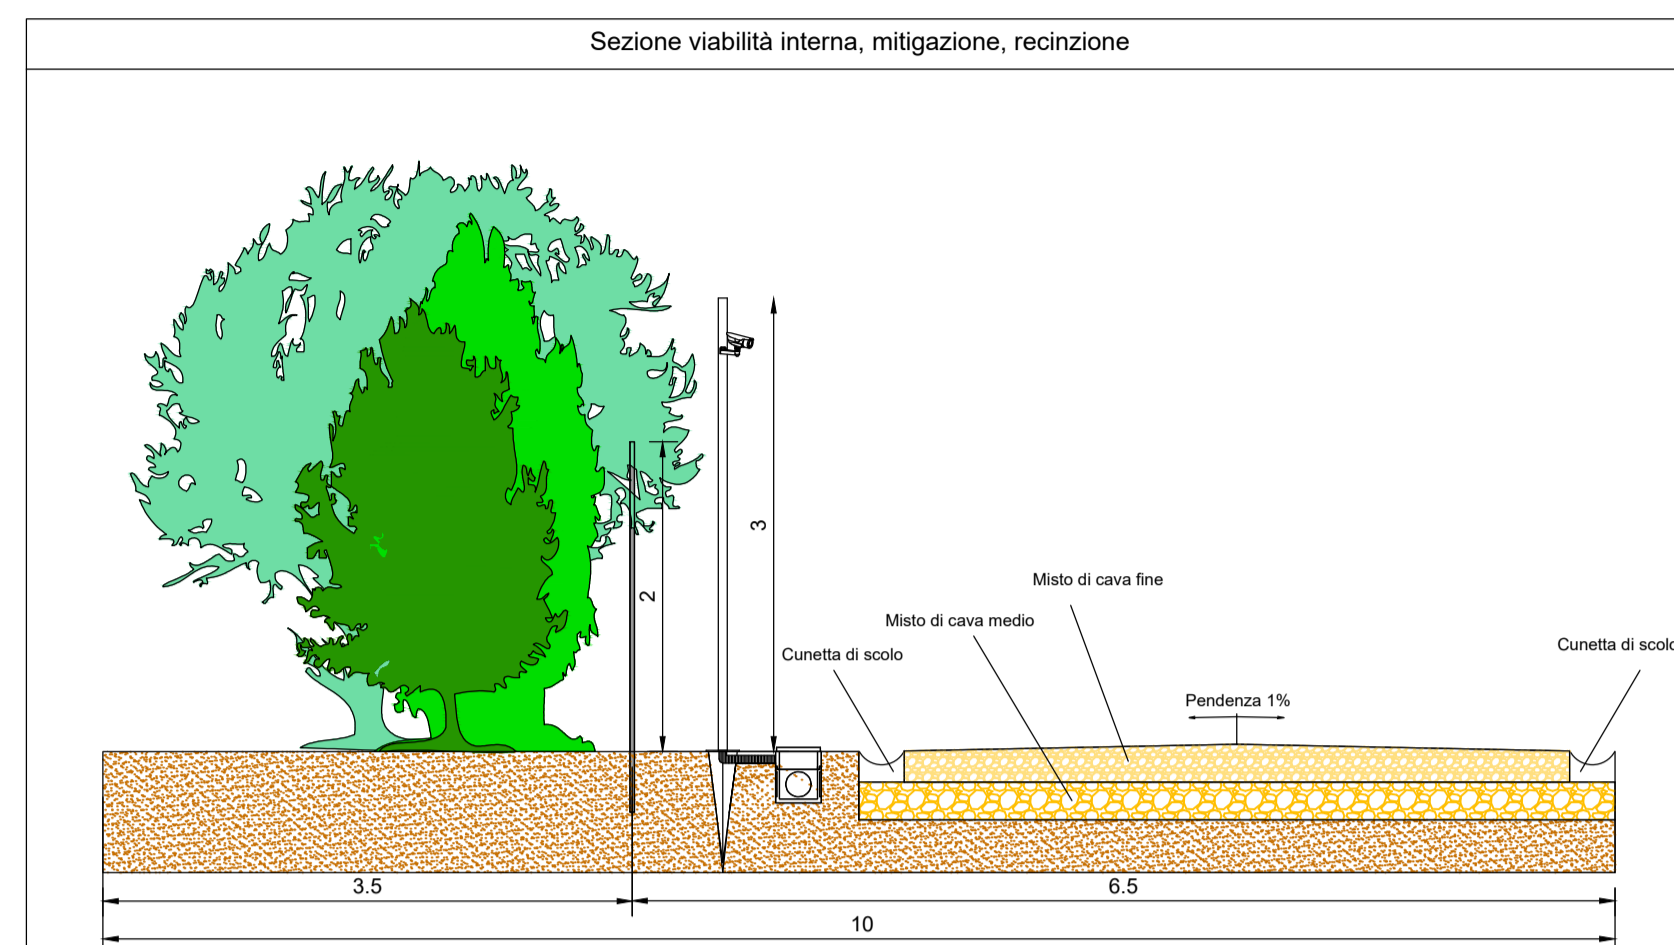 Sezione viabilità interna, mitigazione, recinzione
3
2
Misto di cava fine
Misto di cava medio
Cunetta di scolo
Cunetta di scolo
Pendenza 1%
3.5
6.5
10